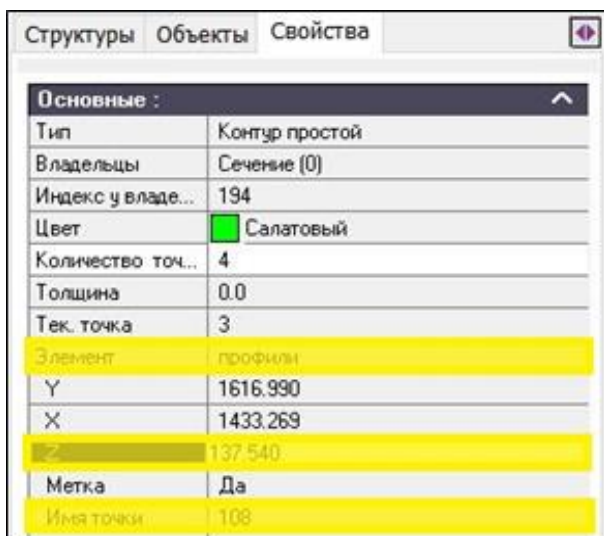 Структуры Объекты Свойства
Основные :
Тип Контур простой
Владельцы Сечение (0)
Индекс у владе... 194
Цвет Салатовый
Количество точ... 4
Толщина 0.0
Тек. точка 3
Элемент профили
Y 1616.990
X 1433.269
Z 137.540
Метка Да
Имя точки 108